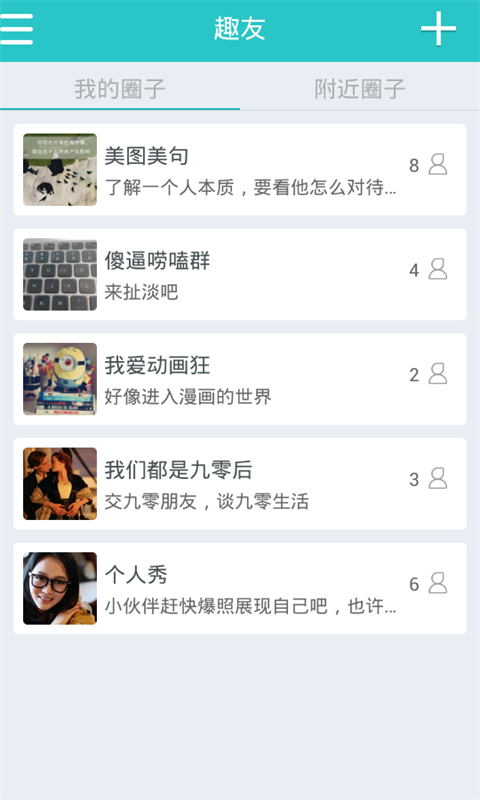 趣友
我的圈子
附近圈子
美图美句
8
了解一个人本质，要看他怎么对待...
傻逼唠嗑群
4
来扯淡吧
我爱动画狂
2
好像进入漫画的世界
我们都是九零后
3
交九零朋友，谈九零生活
个人秀
6
小伙伴赶快爆照展现自己吧，也许...